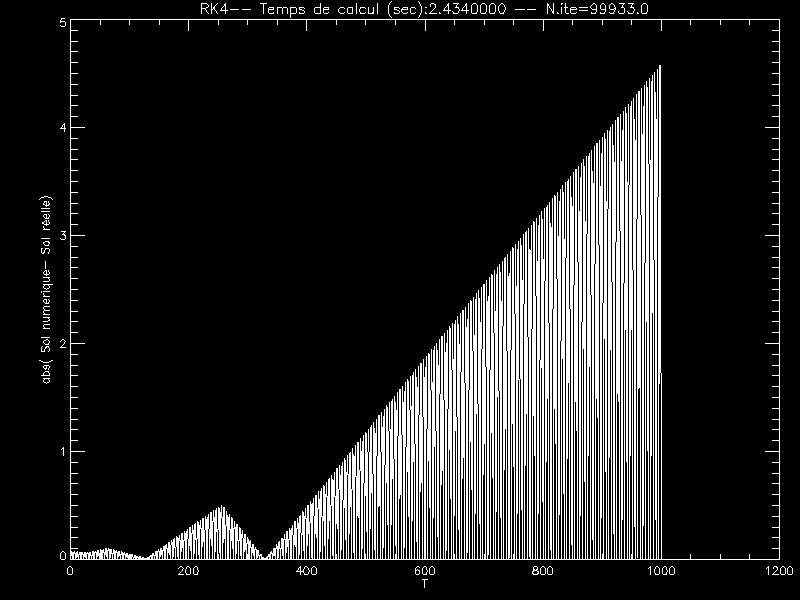 RK4-- Temps de calcul (sec):2.4340000 -- N.ite=99933.0
5
4
3
2
1
0
abs( Sol numerique- Sol réelle)
0 200 400 600 800 1000 1200
T